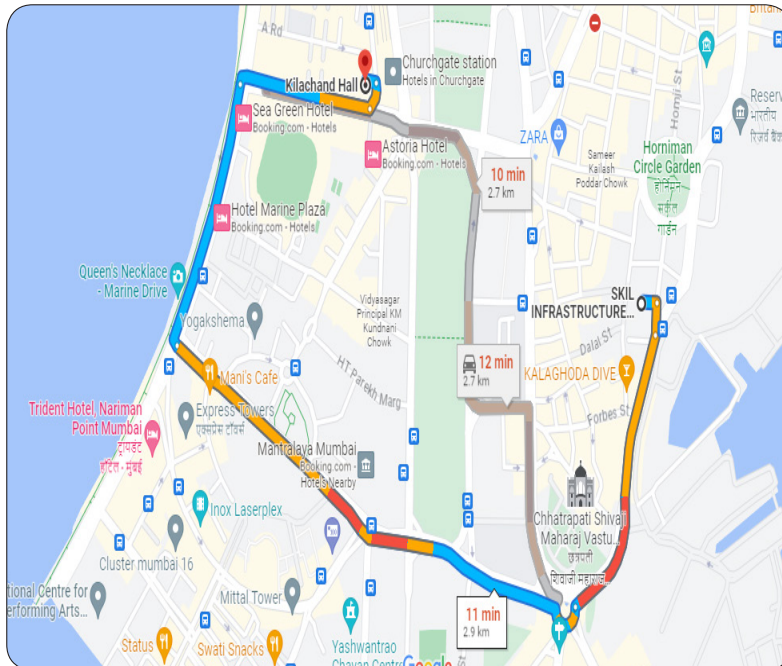 A Rd
Britan
Churchgate station
Hotels in Churchgate
Kilachand Hall
Homji St
Reserv
भारतीय
रिज़र्व बैंक
Sea Green Hotel
Booking.com - Hotels
ZARA
Astoria Hotel
Booking.com - Hotels
Sameer
Kailash
Poddar Chowk
Horniman
Circle Garden
हॉर्निमन
सर्कल
गार्डन
10 min
2.7 km
Hotel Marine Plaza
Booking.com - Hotels
Queen's Necklace
- Marine Drive
SKIL
INFRASTRUCTURE...
Vidyasagar
Principal KM
Kundnani
Chowk
Yogakshema
Dalal St
12 min
2.7 km
HT Parekh Marg
KALAGHODA DIVE
Mani's Cafe
Trident Hotel, Nariman
Point Mumbai
ट्रायडंट
हॉटेल - मुंबई
Express Towers
एक्सप्रेस टॉवर्स
Forbes St
Mantralaya Mumbai
Booking.com -
Hotels Nearby
Inox Laserplex
Chhatrapati Shivaji
Maharaj Vastu...
छत्रपती
शिवाजी महाराज...
Cluster mumbai 16
tional Centre for
erforming Arts...
Mittal Tower
11 min
2.9 km
Status
Swati Snacks
Yashwantrao
Chavan Centre
Google